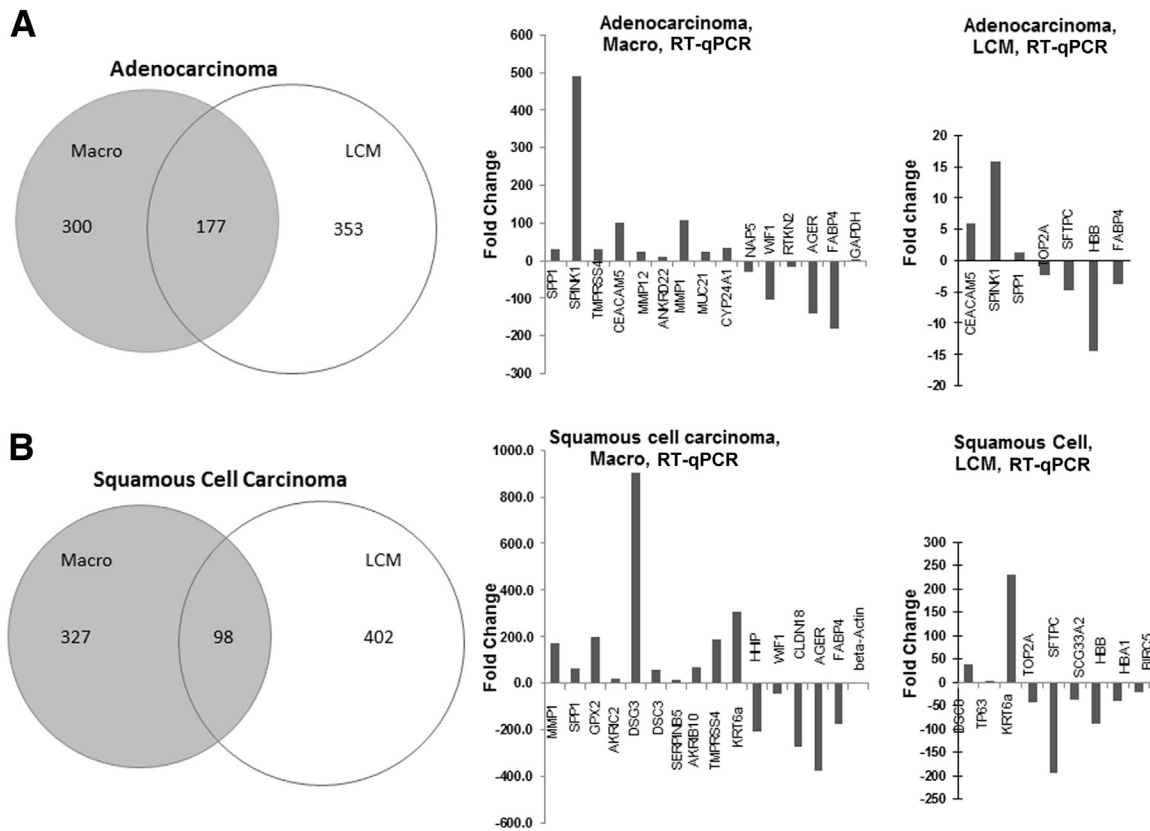 A
Adenocarcinoma
Macro
LCM
300
177
353
Adenocarcinoma,
Macro, RT-qPCR
Fold Change
600
500
400
300
200
100
0
-100
-200
-300
SPP1
SPINK1
TMPRSS4
CEACAM5
MMP12
ANKRD22
MMP1
MUC21
CYP24A1
NAP5
WIF1
RTKN2
AGER
FABP4
GAPDH
Adenocarcinoma,
LCM, RT-qPCR
Fold change
20
15
10
5
0
-5
-10
-15
-20
CEACAM5
SPINK1
SPP1
TOP2A
SFTPC
HBB
FABP4
B
Squamous Cell Carcinoma
Macro
LCM
327
98
402
Squamous cell carcinoma,
Macro, RT-qPCR
Fold Change
1000.0
800.0
600.0
400.0
200.0
0.0
-200.0
-400.0
-600.0
MMP1
SPP1
GPX2
AKRIC2
DSG3
DSC3
SERPINB5
AKRIB10
TMPRSS4
KRT6a
HHIP
WIF1
CLDN18
AGER
FABP4
beta-Actin
Squamous Cell,
LCM, RT-qPCR
Fold Change
300
250
200
150
100
50
0
-50
-100
-150
-200
-250
TP63
KRT6a
TOP2A
SFTPC
SCG33A2
HBB
HBA1
BIRC5